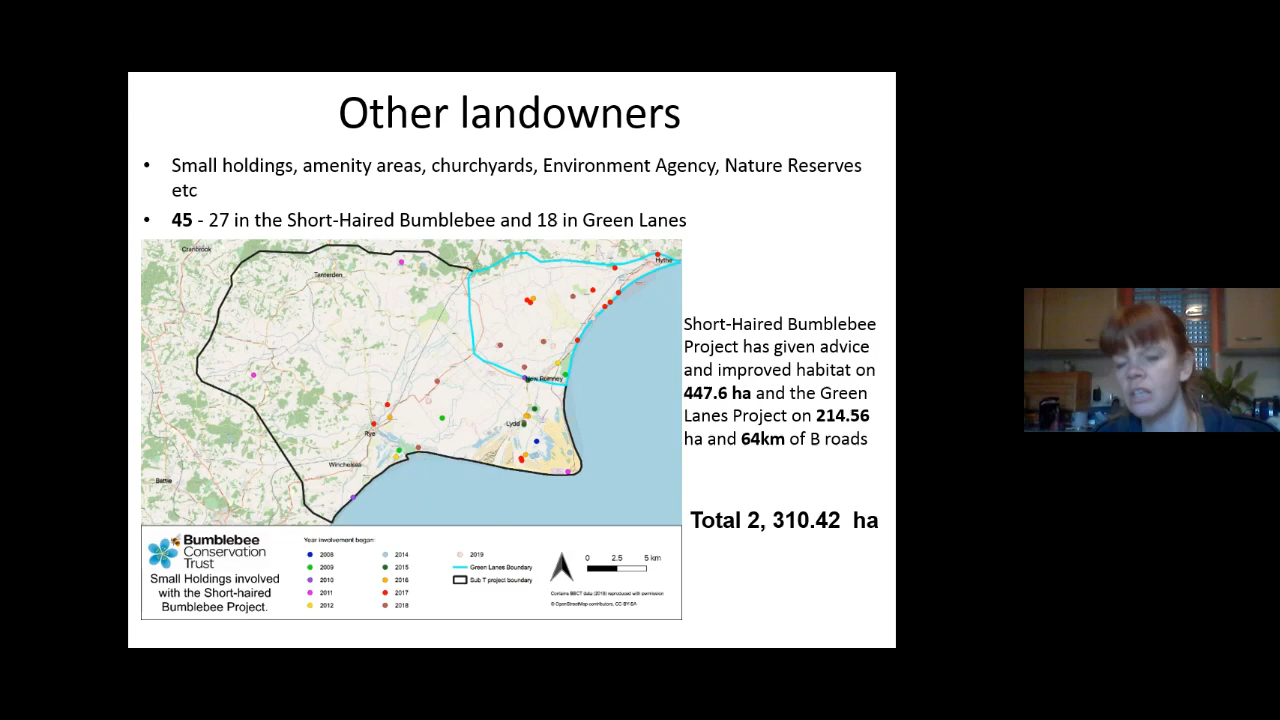 Other landowners
• Small holdings, amenity areas, churchyards, Environment Agency, Nature Reserves
etc
• 45 - 27 in the Short-Haired Bumblebee and 18 in Green Lanes
Cranbrook
Tenterden
Hythe
New Romney
Lydd
Rye
Winchelsea
Battle
Short-Haired Bumblebee
Project has given advice
and improved habitat on
447.6 ha and the Green
Lanes Project on 214.56
ha and 64km of B roads
Total 2, 310.42 ha
Bumblebee
Conservation
Trust
Small Holdings involved
with the Short-haired
Bumblebee Project.
Year involvement began:
2008
2009
2010
2011
2012
2014
2015
2016
2017
2018
2019
Green Lanes Boundary
Sub T project boundary
0 2.5 5 km
Contains BBCT data (2019) reproduced with permission
© OpenStreetMap contributors, CC-BY-SA